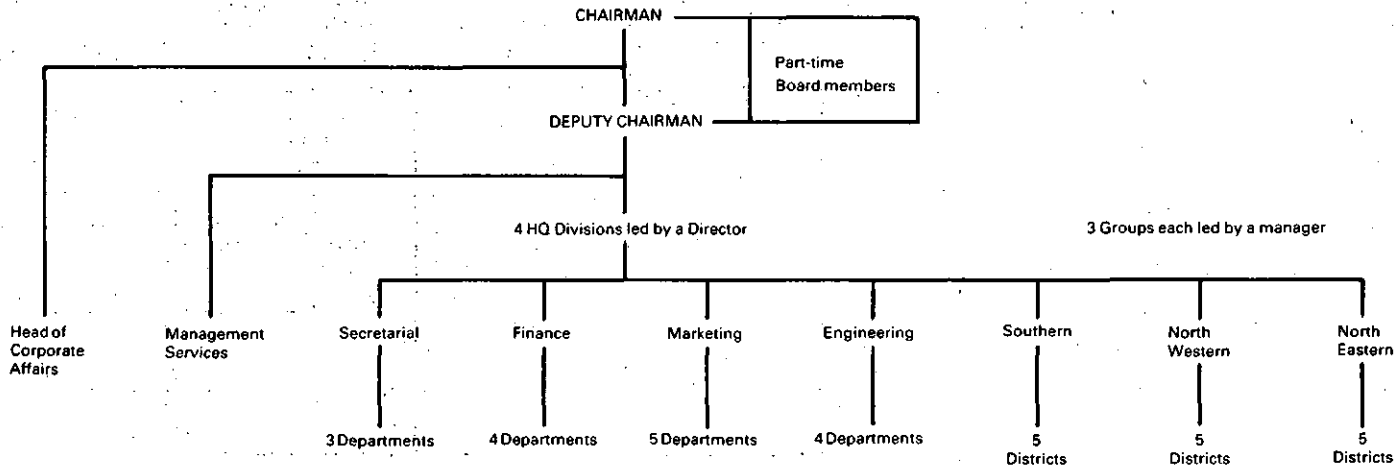 CHAIRMAN
Part-time
Board members
DEPUTY CHAIRMAN
4 HQ Divisions led by a Director
3 Groups each led by a manager
Head of
Corporate
Affairs
Management
Services
Secretarial
Finance
Marketing
Engineering
Southern
North
Western
North
Eastern
3 Departments
4 Departments
5 Departments
4 Departments
5
Districts
5
Districts
5
Districts